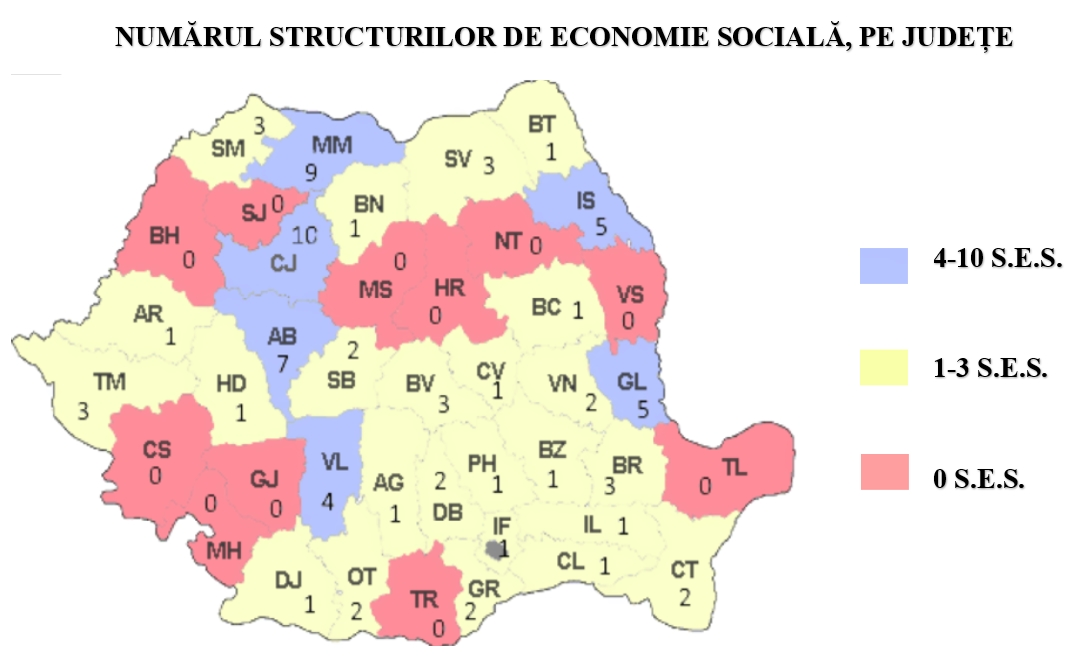 NUMĂRUL STRUCTURILOR DE ECONOMIE SOCIALĂ, PE JUDEȚE
SM 3
MM 9
SV 3
BT 1
IS 5
SJ 0
BN 1
BH 0
10 CJ
NT 0
MS 0
HR 0
BC 1
VS 0
AR 1
AB 7
SB 2
TM 3
HD 1
BV 3
CV 1
VN 2
GL 5
CS 0
GJ 0
VL 4
AG 1
PH 1
BZ 1
BR 3
TL 0
MH 0
DB 2
IF 1
IL 1
DJ 1
OT 2
TR 0
GR 2
CL 1
CT 2
4-10 S.E.S.
1-3 S.E.S.
0 S.E.S.